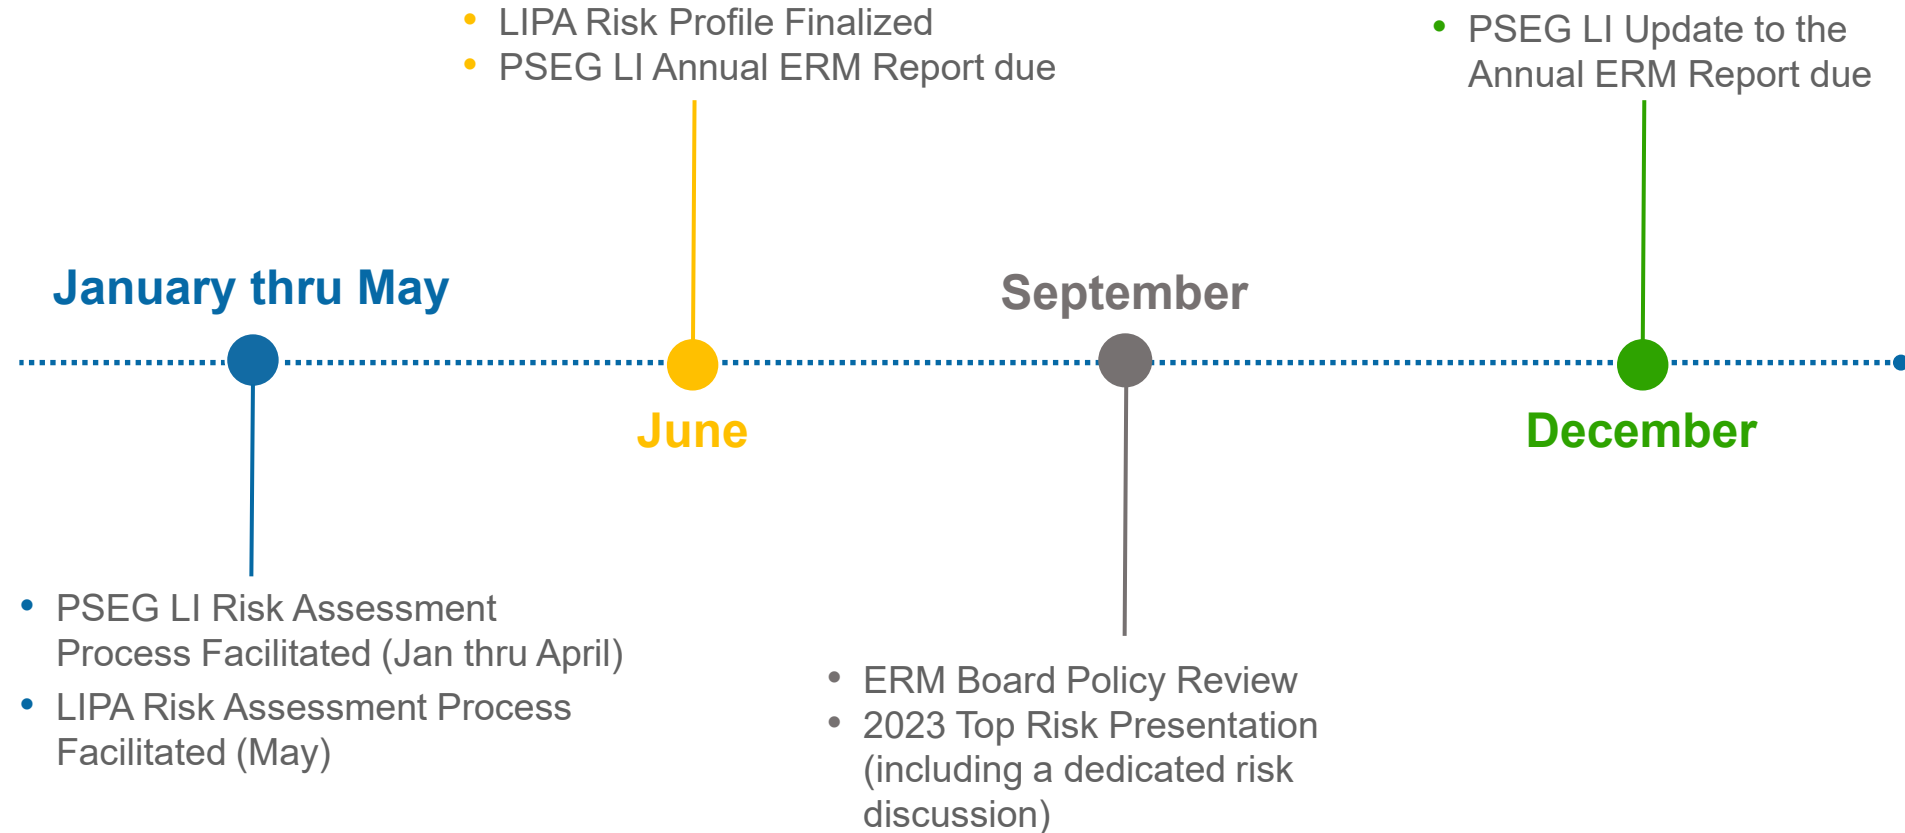 • LIPA Risk Profile Finalized
• PSEG LI Annual ERM Report due
• PSEG LI Update to the
Annual ERM Report due
January thru May
September
June
December
• PSEG LI Risk Assessment
Process Facilitated (Jan thru April)
• LIPA Risk Assessment Process
Facilitated (May)
• ERM Board Policy Review
• 2023 Top Risk Presentation
(including a dedicated risk
discussion)